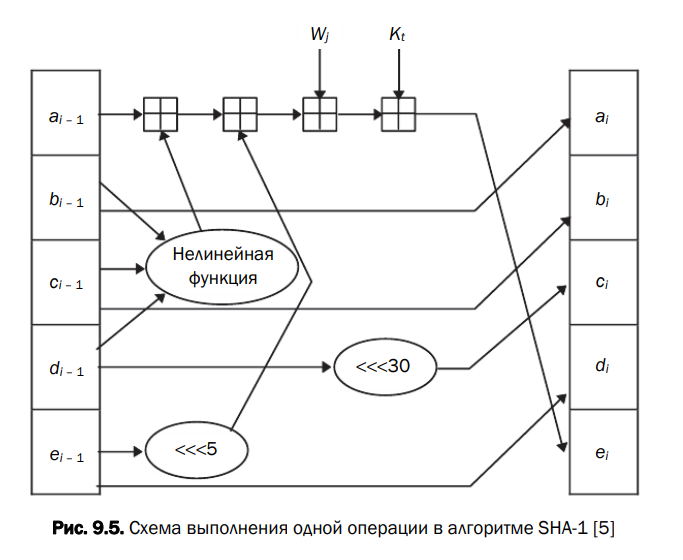 Wⱼ Kₜ
aᵢ₋₁ aᵢ
bᵢ₋₁ bᵢ
Нелинейная
функция
cᵢ₋₁ cᵢ
dᵢ₋₁ <<<30 dᵢ
eᵢ₋₁ <<<5 eᵢ
Рис. 9.5. Схема выполнения одной операции в алгоритме SHA-1 [5]